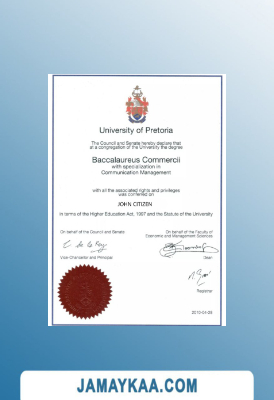 University of Pretoria
The Council and Senate hereby declare that
at a congregation of the University the degree
Baccalaureus Commercii
with specialization in
Communication Management
with all the associated rights and privileges
was conferred on
JOHN CITIZEN
in terms of the Higher Education Act, 1997 and the Statute of the University
On behalf of the Council and Senate
On behalf of the Faculty of
Economic and Management Sciences
Vice-Chancellor and Principal
Dean
Registrar
2010-04-29
JAMAYKAA.COM